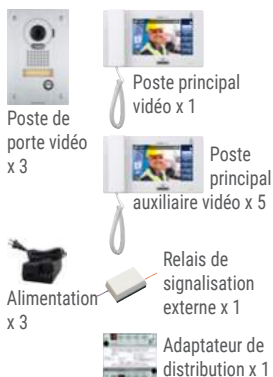 Poste principal
vidéo x 1
Poste de
porte vidéo
x 3
Poste
principal
auxiliaire vidéo x 5
Alimentation
x 3
Relais de
signalisation
externe x 1
Adaptateur de
distribution x 1